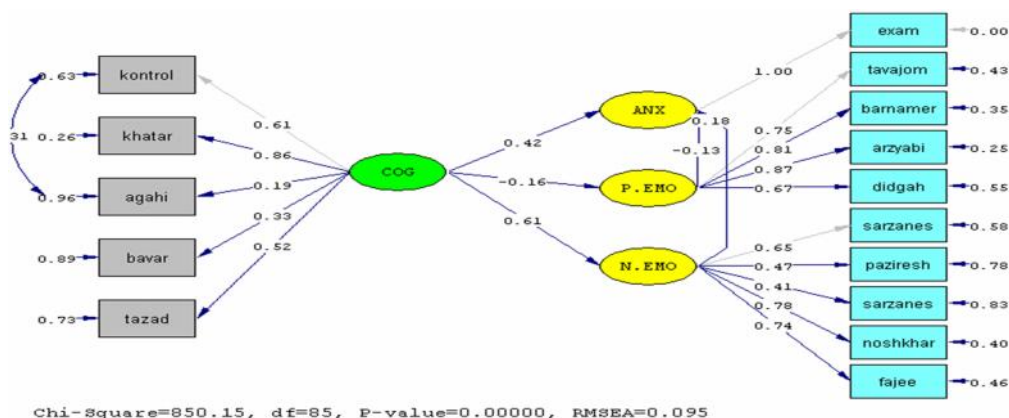 exam
0.00
1.00
tavajom
0.43
0.63
kontrol
0.75
barnamer
0.35
ANX
0.18
0.81
0.61
31
0.26
khatar
0.42
-0.13
0.87
arzyabi
0.25
0.86
COG
-0.16
P.EMO
0.67
didgah
0.55
0.96
agahi
0.19
0.61
sarzanes
0.58
0.33
0.65
0.89
bavar
0.52
N.EMO
0.47
paziresh
0.78
0.41
sarzanes
0.83
0.73
tazad
0.78
noshkhar
0.40
0.74
fajee
0.46
Chi-Square=850.15, df=85, P-value=0.00000, RMSEA=0.095